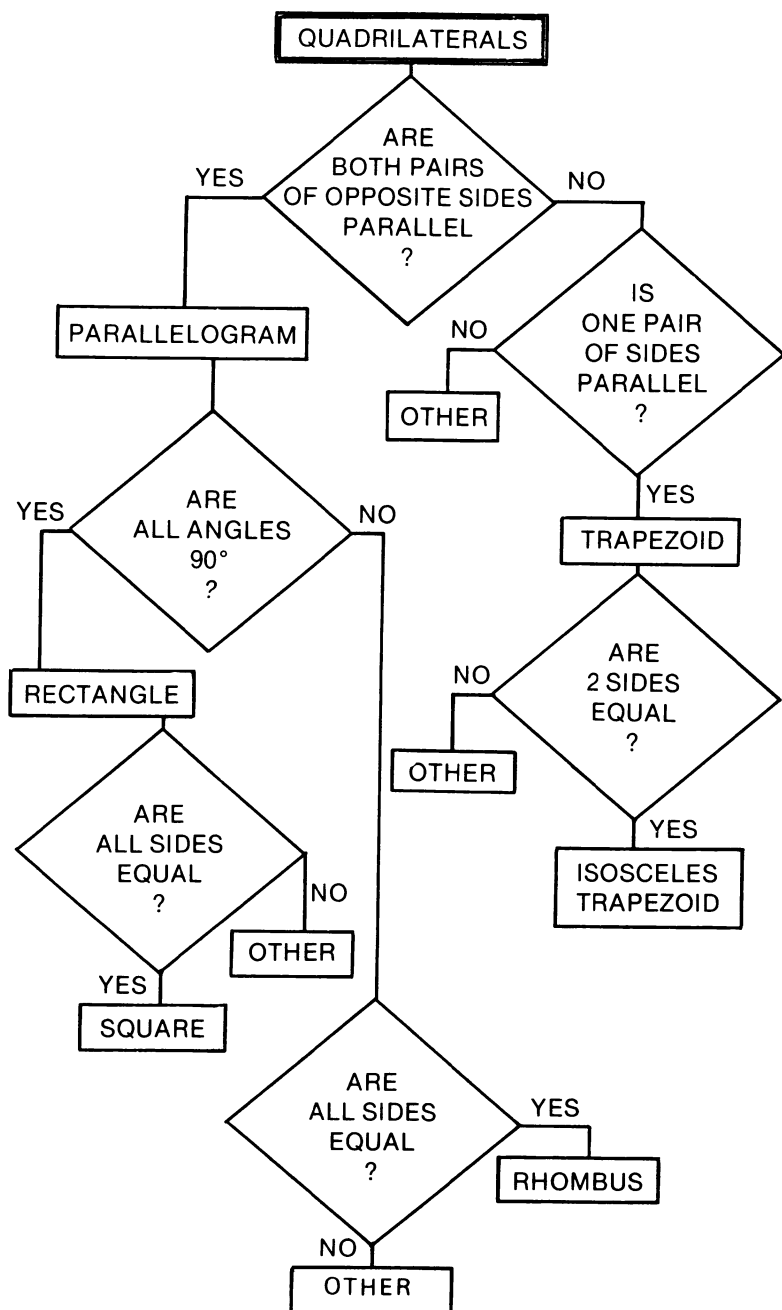 QUADRILATERALS
ARE
BOTH PAIRS
OF OPPOSITE SIDES
PARALLEL
?
YES
NO
PARALLELOGRAM
IS
ONE PAIR
OF SIDES
PARALLEL
?
NO
OTHER
YES
TRAPEZOID
ARE
ALL ANGLES
90°
?
YES
NO
RECTANGLE
ARE
2 SIDES
EQUAL
?
NO
OTHER
YES
ISOSCELES
TRAPEZOID
ARE
ALL SIDES
EQUAL
?
NO
OTHER
YES
SQUARE
ARE
ALL SIDES
EQUAL
?
YES
RHOMBUS
NO
OTHER